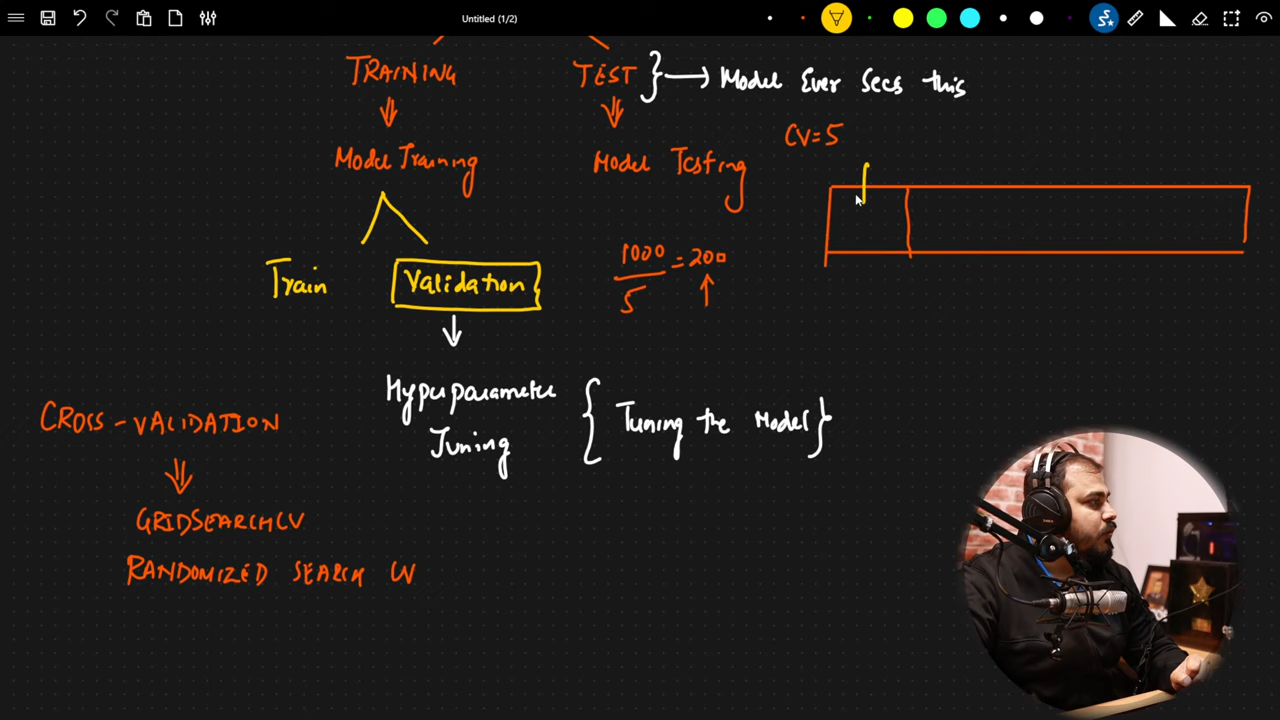 Untitled (1/2)
TRAINING
TEST
Model Ever Sees this
CV=5
Model Training
Model Testing
1000
5
=200
Train
Validation
Hyperparameter
Tuning
Tuning the Model
CROSS-VALIDATION
GRIDSEARCHCV
RANDOMIZED SEARCH CV